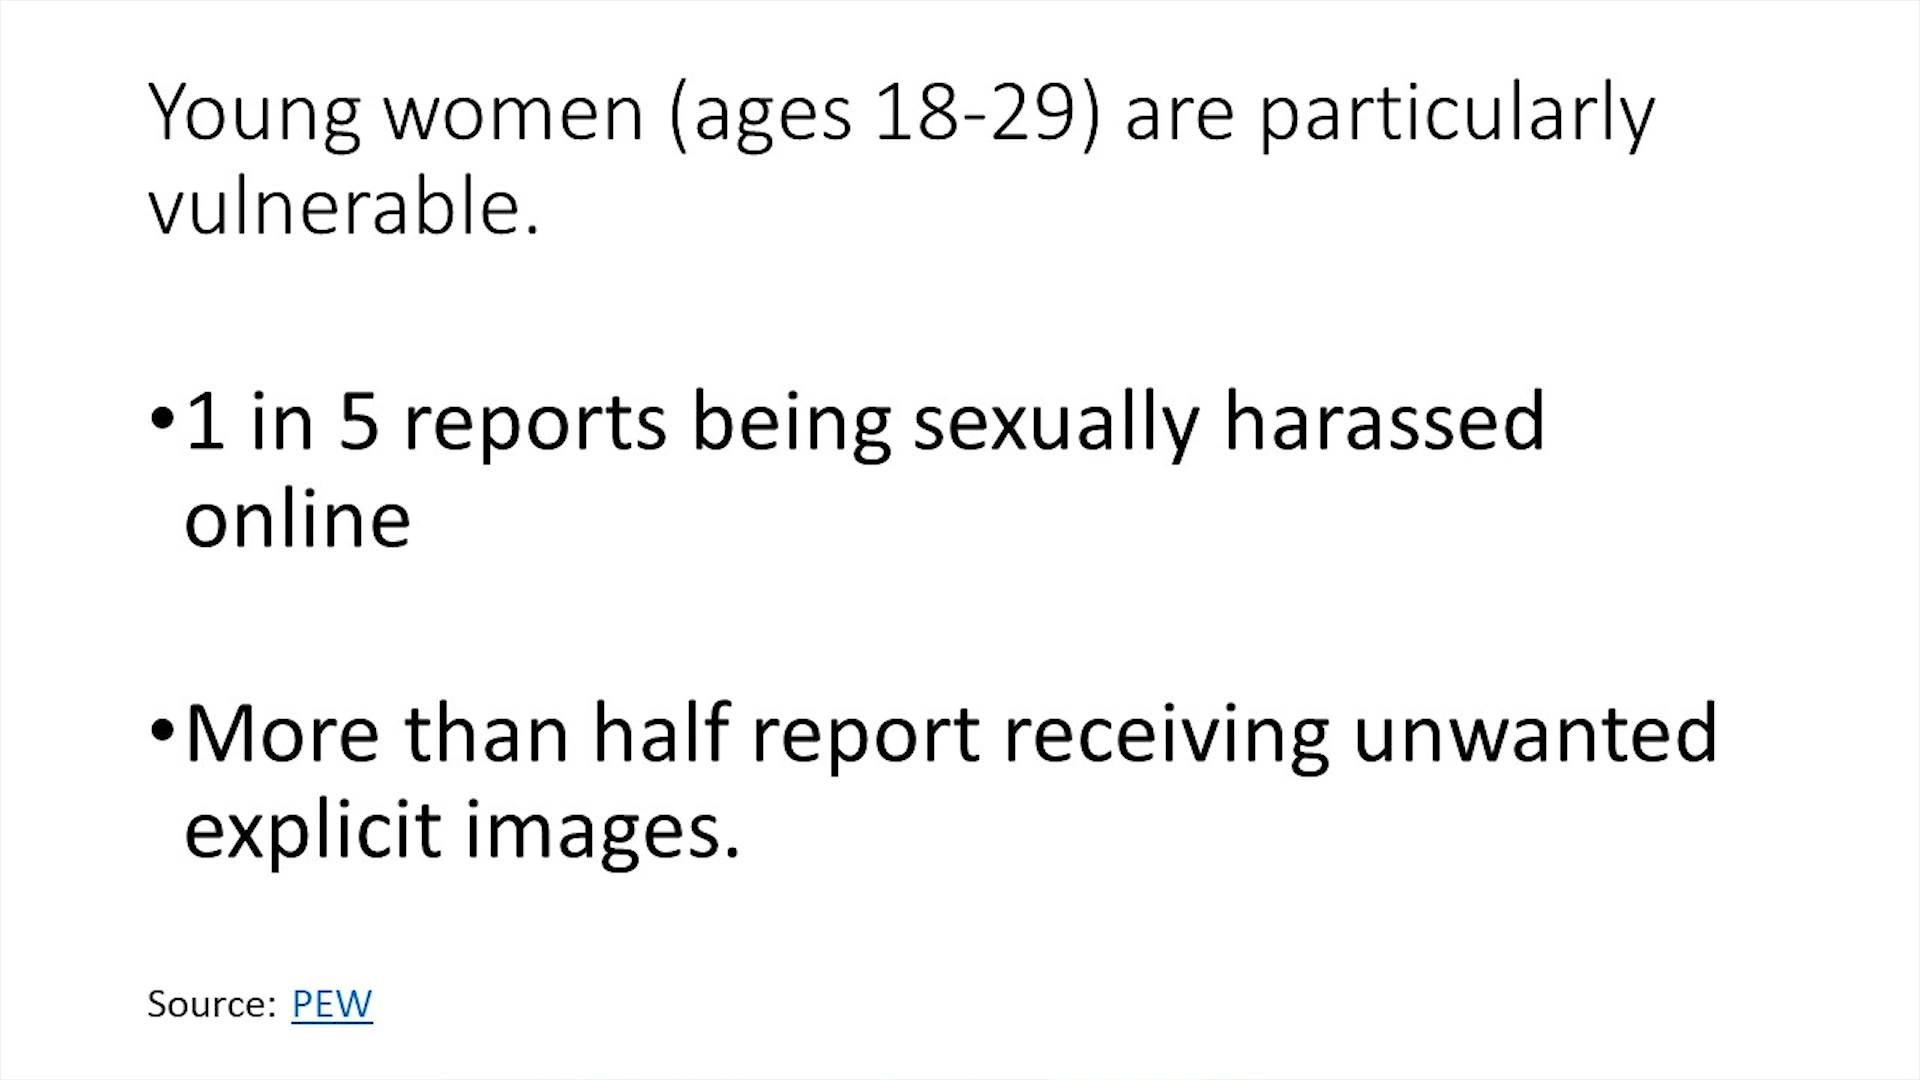 Young women (ages 18-29) are particularly
vulnerable.
•1 in 5 reports being sexually harassed
online
•More than half report receiving unwanted
explicit images.
Source: PEW